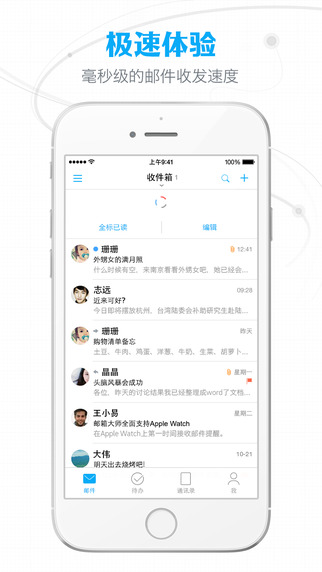 极速体验
毫秒级的邮件收发速度
上午9:41
100%
收件箱 1
全标已读
编辑
珊珊
12:41
外甥女的满月照
什么时候有空，来南京看看外甥女吧，她已经会...
志远
09:28
近来可好?
今日即将摆放杭州，台湾陆委会补助研究生赴陆...
珊珊
昨天
购物清单备忘
土豆、牛肉、鸡蛋、洋葱、牛奶、生菜、胡萝卜...
晶晶
星期一
头脑风暴会成功
各位，昨天的讨论结果我已经整理成word了文档...
王小易
星期二
邮箱大师全面支持Apple Watch
在Apple Watch上第一时间接收邮件提醒。
大伟
10-21
明天出去烧烤吧!
邮件
待办
通讯录
我